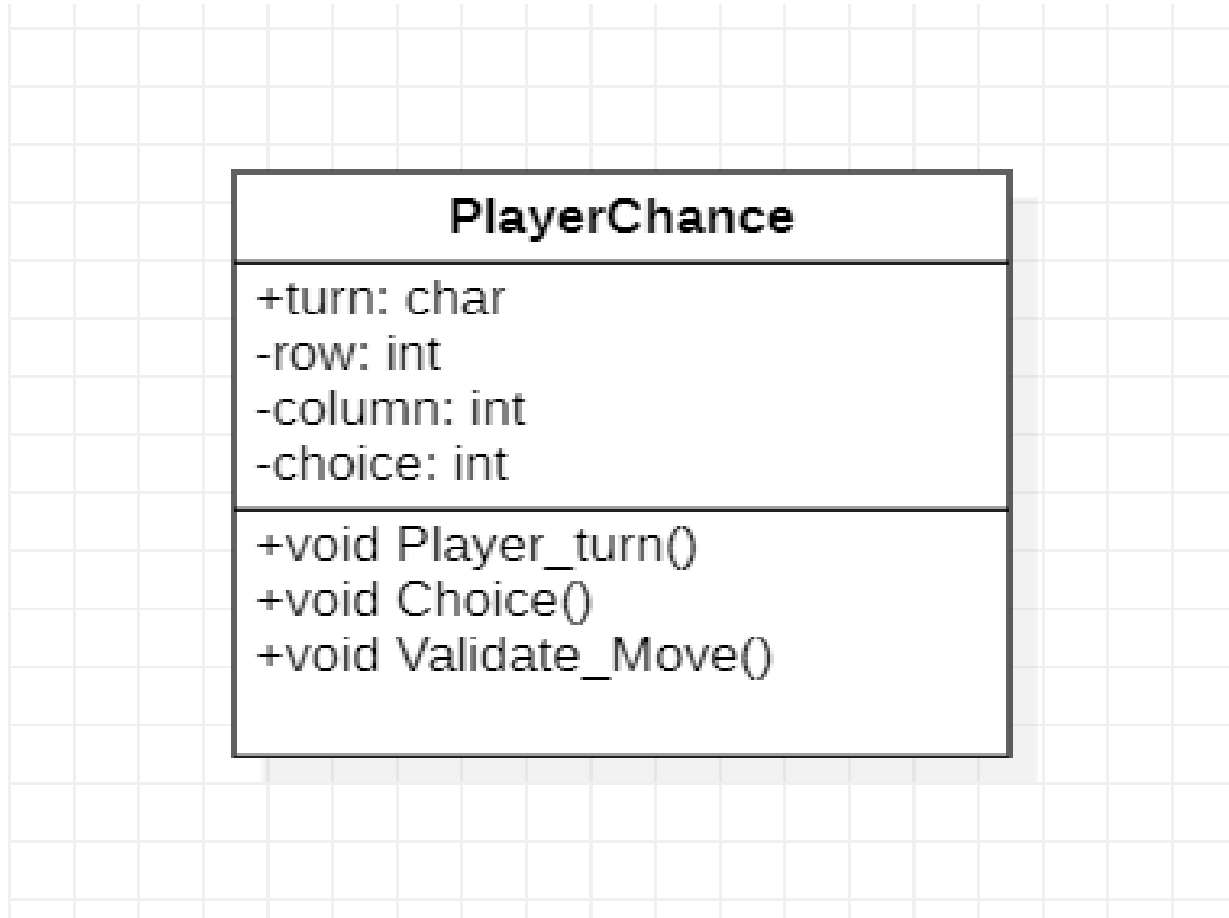 PlayerChance
+turn: char
-row: int
-column: int
-choice: int
+void Player_turn()
+void Choice()
+void Validate_Move()